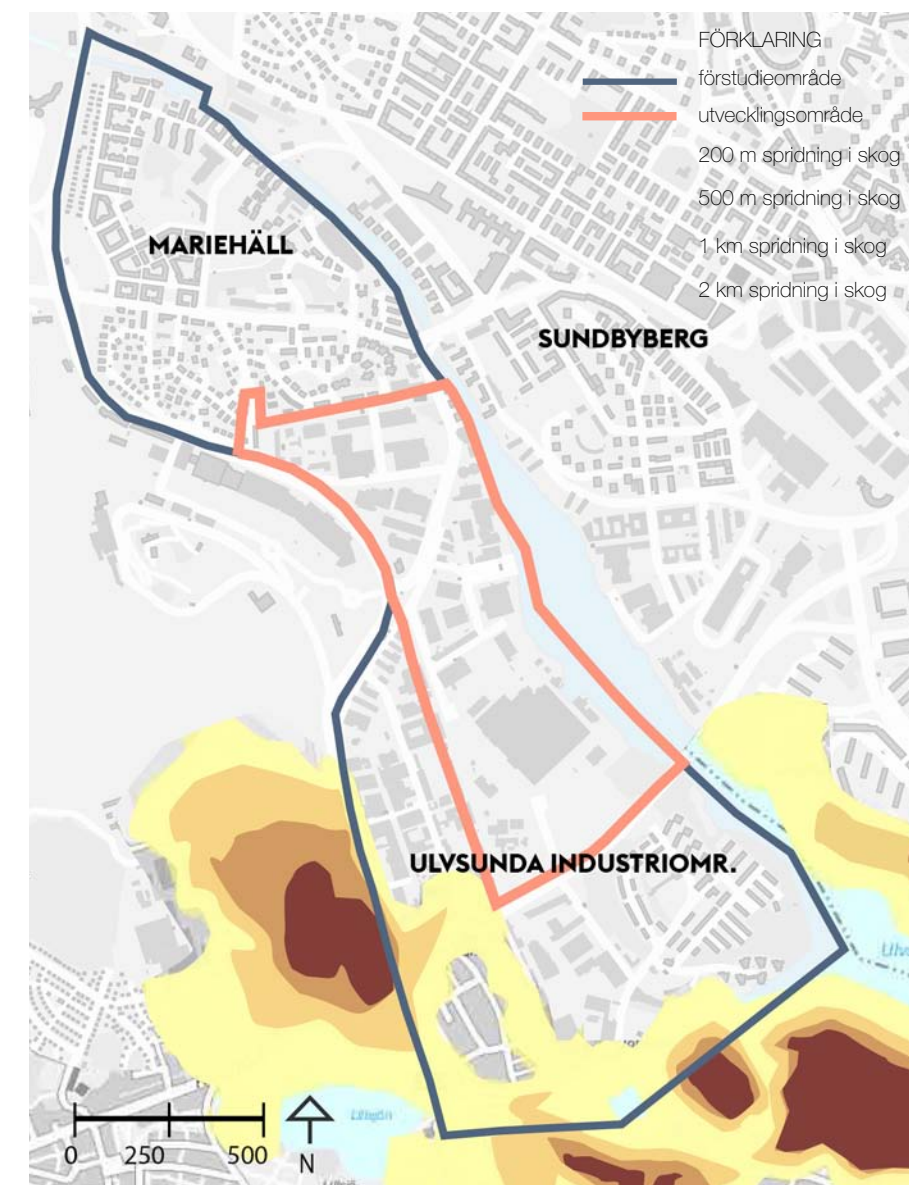 FÖRKLARING
förstudieområde
utvecklingsområde
200 m spridning i skog
500 m spridning i skog
1 km spridning i skog
2 km spridning i skog
MARIEHÄLL
SUNDBYBERG
ULVSUNDA INDUSTRIOMR.
0 250 500
N